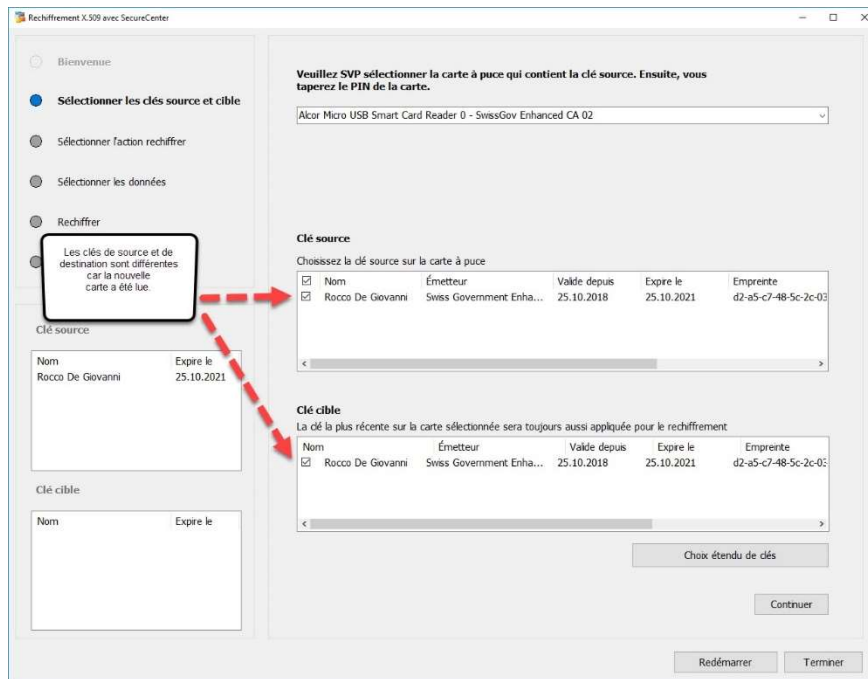 Rechiffrement X.509 avec SecureCenter
Bienvenue
Sélectionner les clés source et cible
Sélectionner l'action rechiffrer
Sélectionner les données
Rechiffrer
Les clés de source et de
destination sont différentes
car la nouvelle
carte a été lue.
Clé source
Nom Expire le
Rocco De Giovanni 25.10.2021
Clé cible
Nom Expire le
Veuillez SVP sélectionner la carte à puce qui contient la clé source. Ensuite, vous
taperez le PIN de la carte.
Alcor Micro USB Smart Card Reader 0 - SwissGov Enhanced CA 02
Clé source
Choisissez la clé source sur la carte à puce
Nom Émetteur Valide depuis Expire le Empreinte
Rocco De Giovanni Swiss Government Enha... 25.10.2018 25.10.2021 d2-a5-c7-48-5c-2c-03
Clé cible
La clé la plus récente sur la carte sélectionnée sera toujours aussi appliquée pour le rechiffrement
Nom Émetteur Valide depuis Expire le Empreinte
Rocco De Giovanni Swiss Government Enha... 25.10.2018 25.10.2021 d2-a5-c7-48-5c-2c-03
Choix étendu de clés
Continuer
Redémarrer Terminer